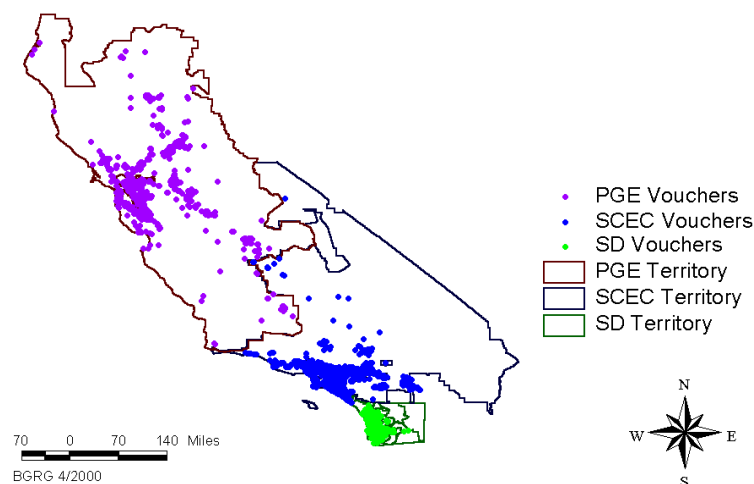 PGE Vouchers
SCEC Vouchers
SD Vouchers
PGE Territory
SCEC Territory
SD Territory
N
W E
S
70 0 70 140 Miles
BGRG 4/2000